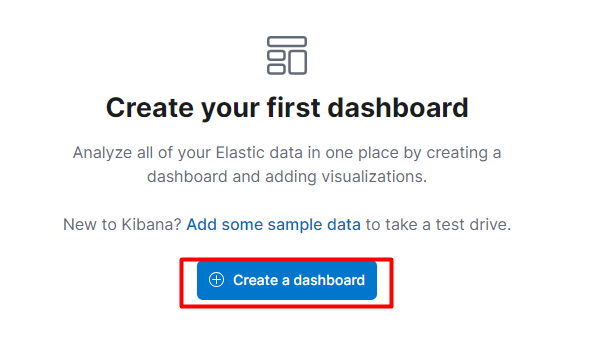 Create your first dashboard
Analyze all of your Elastic data in one place by creating a
dashboard and adding visualizations.
New to Kibana? Add some sample data to take a test drive.
Create a dashboard